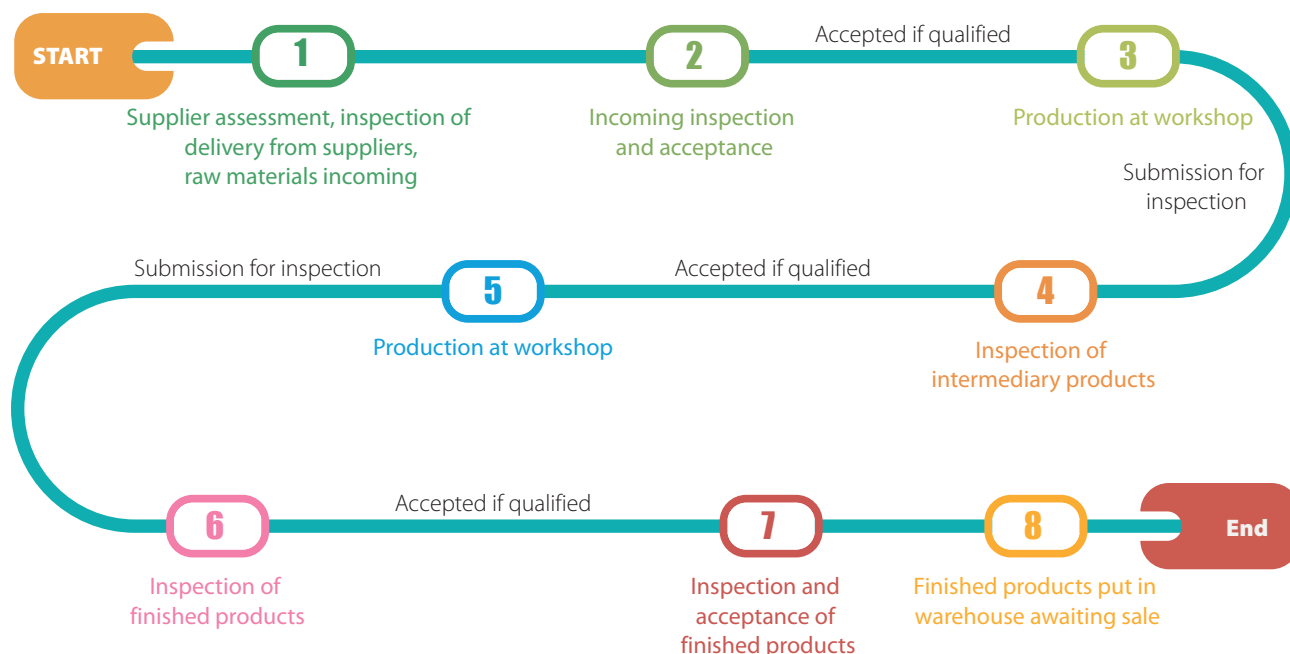 START
1
2
Accepted if qualified
3
Supplier assessment, inspection of
delivery from suppliers,
raw materials incoming
Incoming inspection
and acceptance
Production at workshop
Submission for
inspection
Submission for inspection
5
Accepted if qualified
4
Production at workshop
Inspection of
intermediary products
6
Accepted if qualified
7
8
End
Inspection of
finished products
Inspection and
acceptance of
finished products
Finished products put in
warehouse awaiting sale